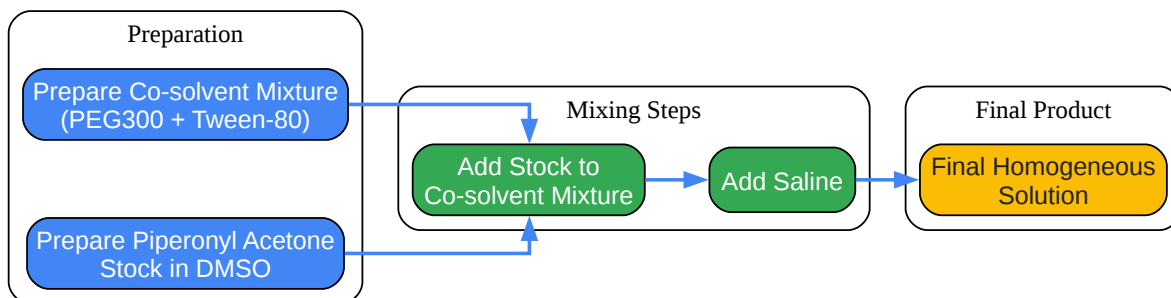 Preparation
Prepare Co-solvent Mixture
(PEG300 + Tween-80)
Prepare Piperonyl Acetone
Stock in DMSO
Mixing Steps
Add Stock to
Co-solvent Mixture
Add Saline
Final Product
Final Homogeneous
Solution